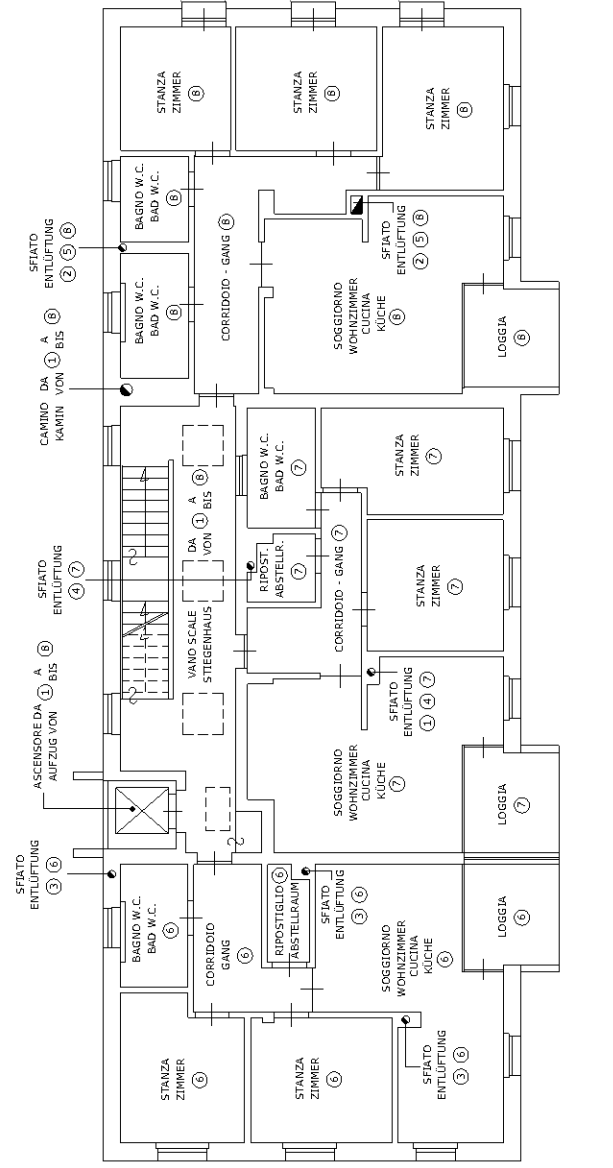 SFIATO
ENTLÜFTUNG
3 6
ASCENSORE DA 1 A 8
AUFZUG VON BIS
SFIATO
ENTLÜFTUNG
4 7
CAMINO DA 1 A 8
KAMIN VON BIS
SFIATO
ENTLÜFTUNG
2 5 8
STANZA
ZIMMER
6
BAGNO W.C.
BAD W.C.
6
VANO SCALE DA 1 A 8
STIEGENHAUS VON BIS
BAGNO W.C.
BAD W.C.
8
BAGNO W.C.
BAD W.C.
8
STANZA
ZIMMER
8
CORRIDOID
GANG
6
CORRIDOID - GANG 8
STANZA
ZIMMER
6
RIPOSTIGLIO 6
ABSTELLRAUM
RIPOST.
ABSTELLR.
7
BAGNO W.C.
BAD W.C.
7
STANZA
ZIMMER
8
SFIATO
ENTLÜFTUNG
3 6
CORRIDOID - GANG 7
SOGGIORNO
WOHNZIMMER
CUCINA
KÜCHE
7
SOGGIORNO
WOHNZIMMER
CUCINA
KÜCHE
8
SFIATO
ENTLÜFTUNG
3 6
SOGGIORNO
WOHNZIMMER
CUCINA
KÜCHE
6
SFIATO
ENTLÜFTUNG
1 4 7
STANZA
ZIMMER
7
STANZA
ZIMMER
7
SFIATO
ENTLÜFTUNG
2 5 8
STANZA
ZIMMER
8
LOGGIA 6
LOGGIA 7
LOGGIA 8